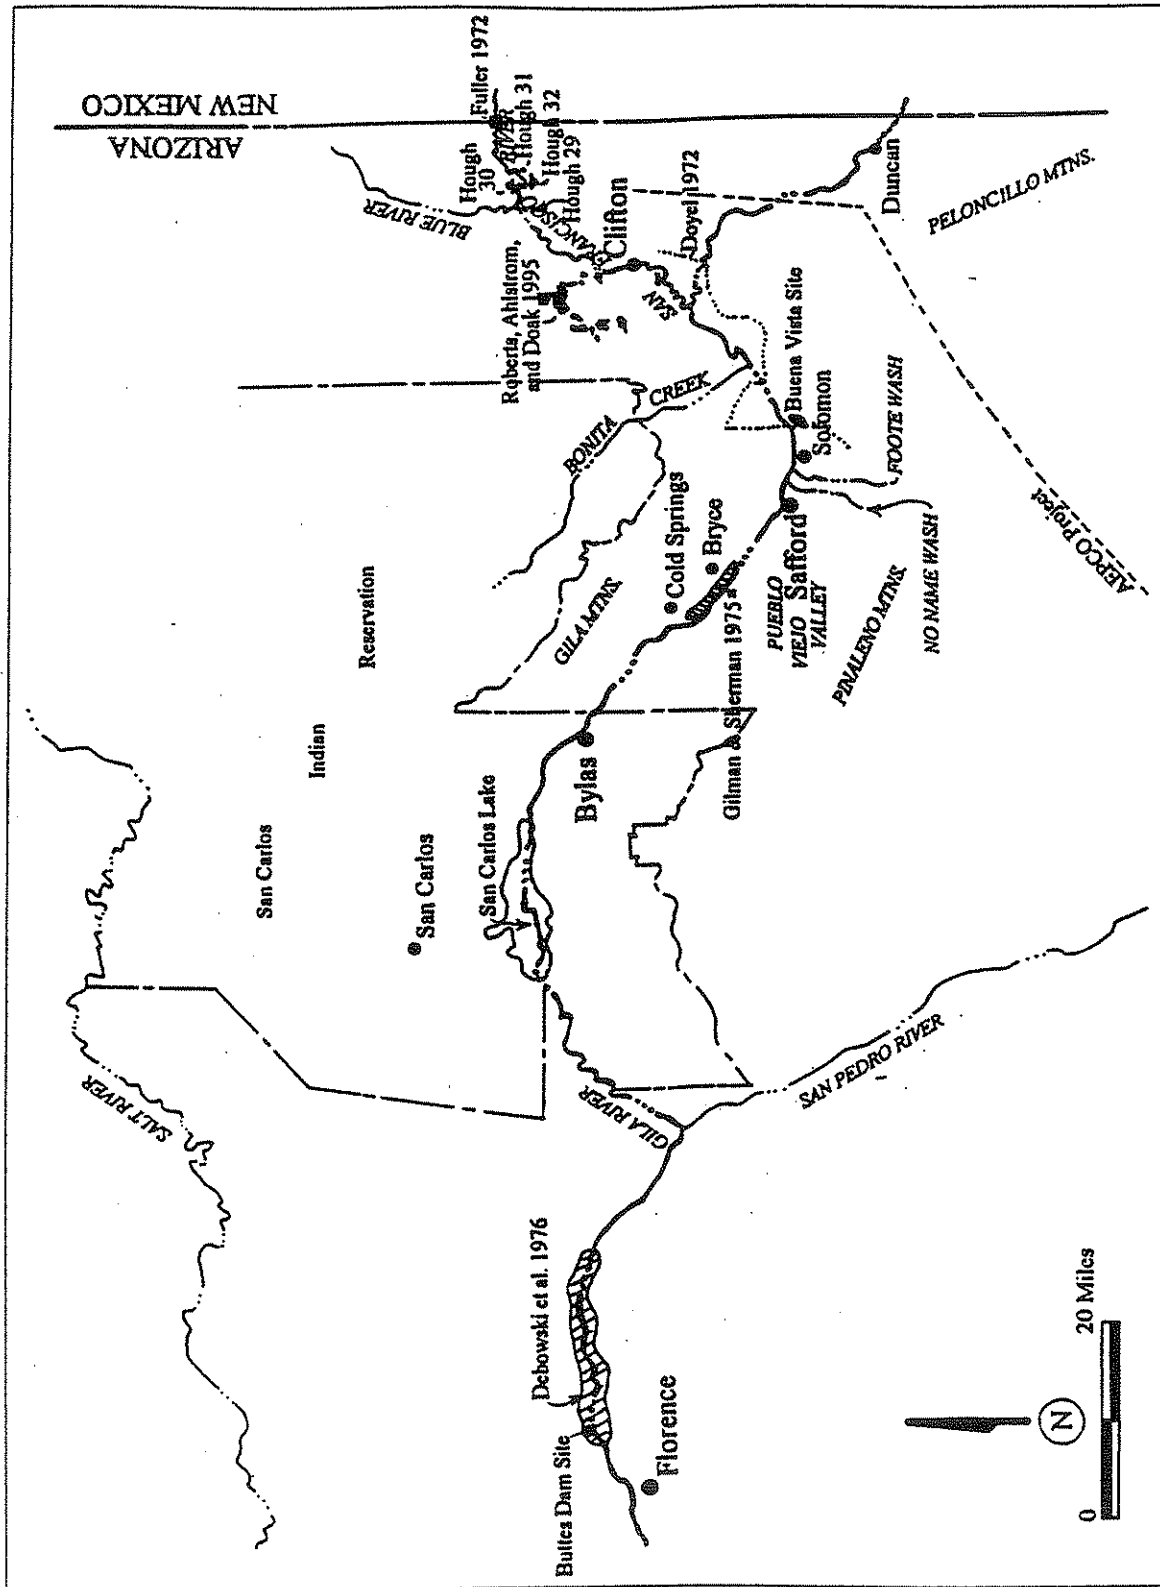 ARIZONA
NEW MEXICO
Fuller 1972
Hough 31
Hough 32
Hough
30
Hough 29
BLUE RIVER
SAN
FRANCISCO
RIVER
Roberts, Ahlstrom,
and Doak 1995
Clifton
Doyel 1972
Duncan
PELONCILLO MTNS.
BONITA
CREEK
Buena Vista Site
Solomon
FOOTE WASH
NO NAME WASH
AEPCO Project
Safford
PUEBLO
VIEJO
VALLEY
PINALENO MTNS.
Cold Springs
Bryce
Gilman & Sherman 1975
GILA MTNS.
Reservation
Indian
San Carlos
San Carlos
San Carlos Lake
Bylas
SALT RIVER
GILA RIVER
SAN PEDRO RIVER
Debowski et al. 1976
Buttes Dam Site
Florence
N
0
20 Miles